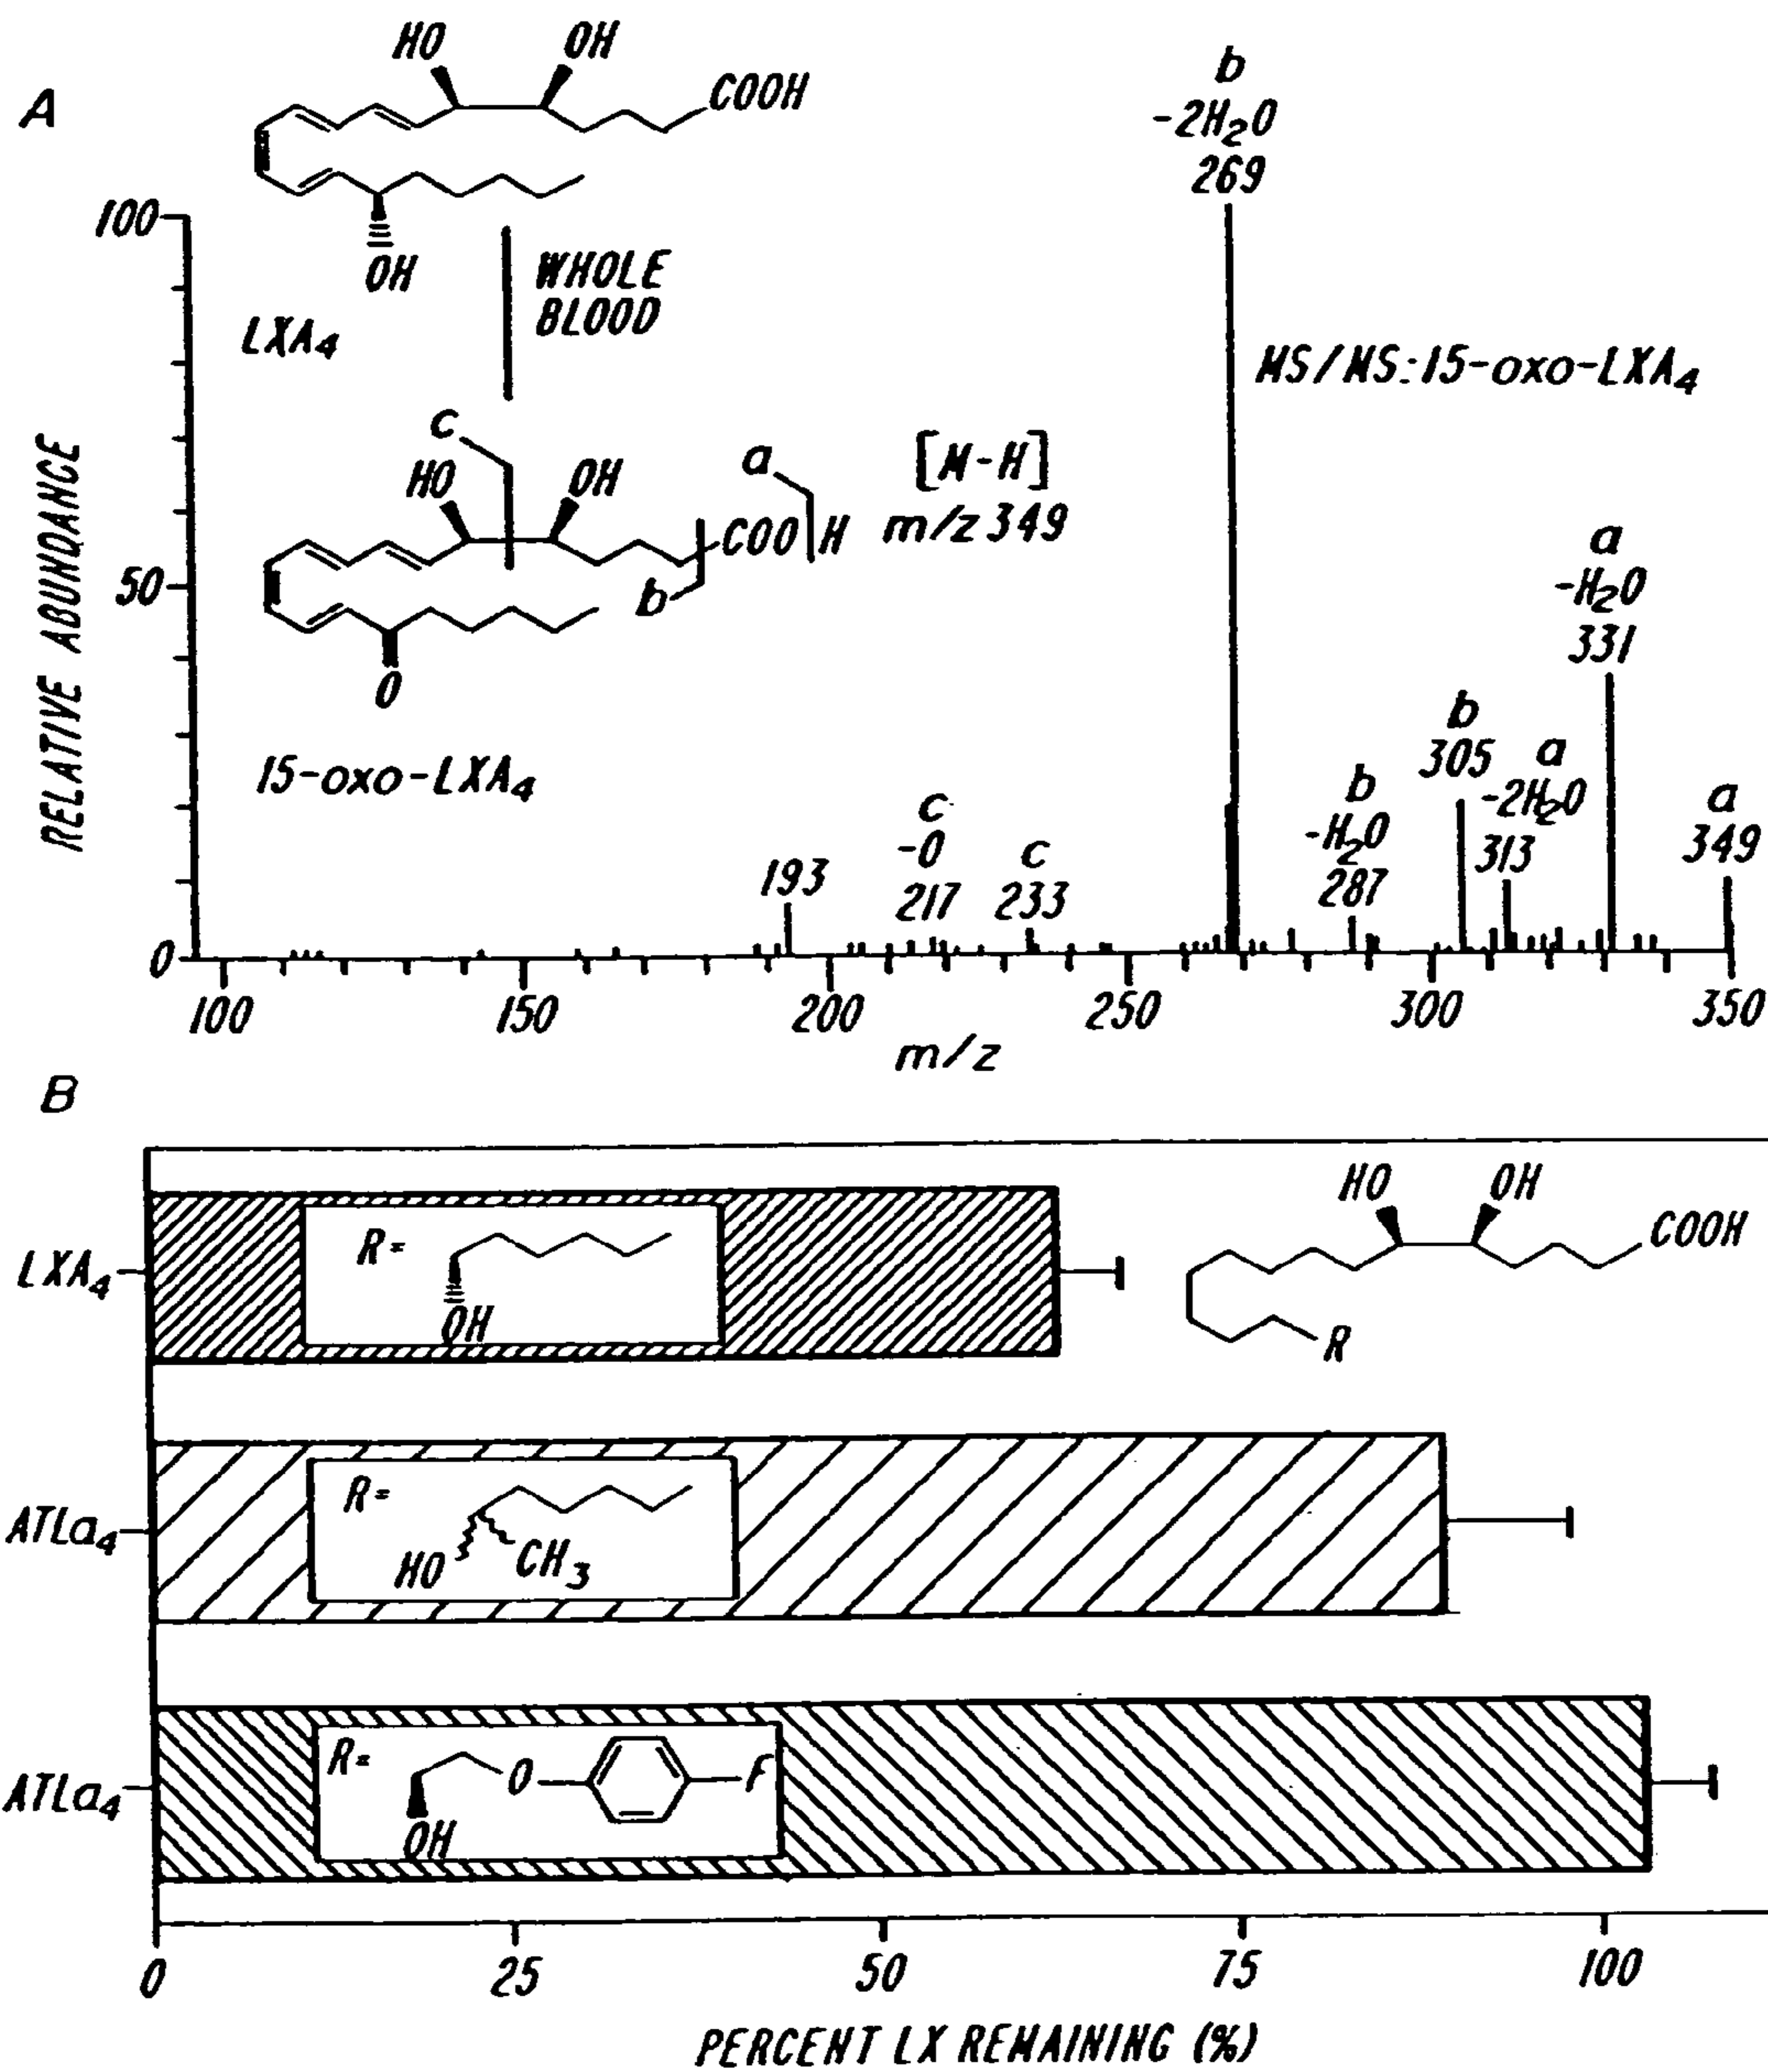 A
HO OH
COOH
OH
LXA4
WHOLE
BLOOD
b
-2H2O
269
MS/MS:15-oxo-LXA4
c
HO OH
a
COO H
b
O
[M-H]
m/z 349
15-oxo-LXA4
RELATIVE ABUNDANCE
100
50
0
193
c
-O
217
c
233
b
-H2O
287
b
305
a
-2H2O
313
a
-H2O
331
a
349
100 150 200 250 300 350
m/z
B
LXA4
R=
OH
HO OH
COOH
R
ATLa4
R=
HO CH3
ATLa4
R=
O F
OH
0 25 50 75 100
PERCENT LX REMAINING (%)